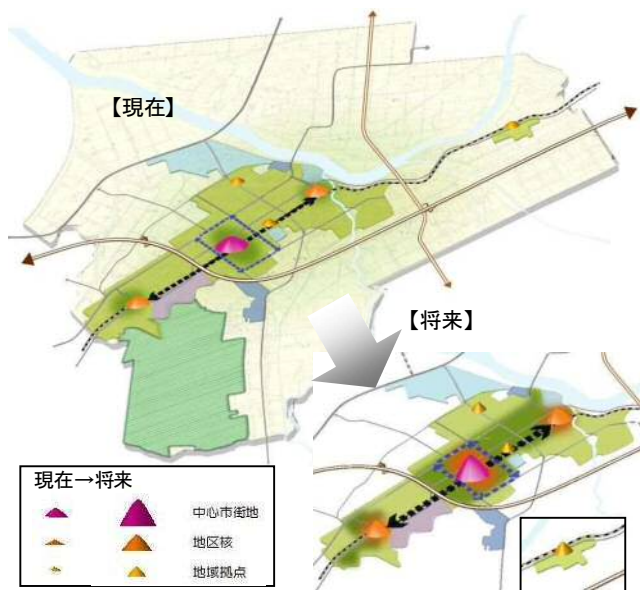 【現在】
【将来】
現在→将来
中心市街地
地区核
地域拠点